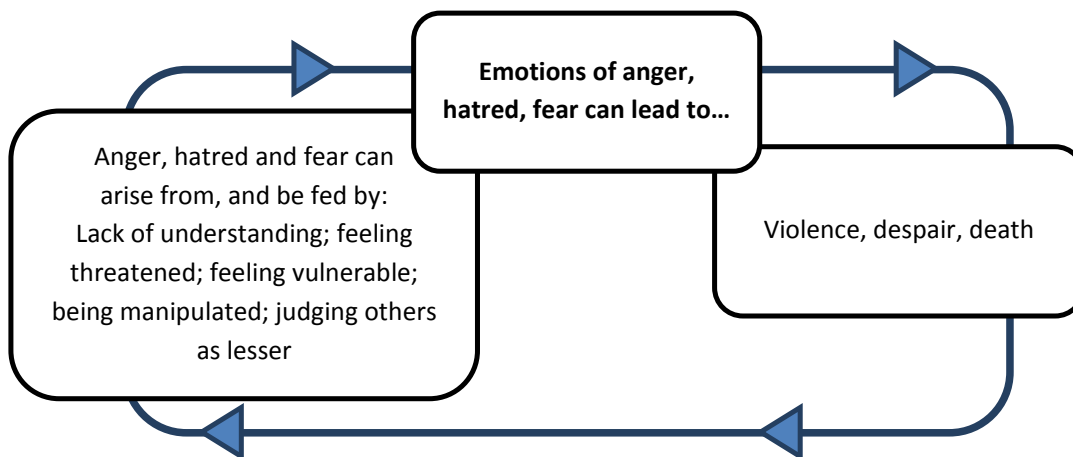 Emotions of anger,
hatred, fear can lead to…
Anger, hatred and fear can
arise from, and be fed by:
Lack of understanding; feeling
threatened; feeling vulnerable;
being manipulated; judging others
as lesser
Violence, despair, death